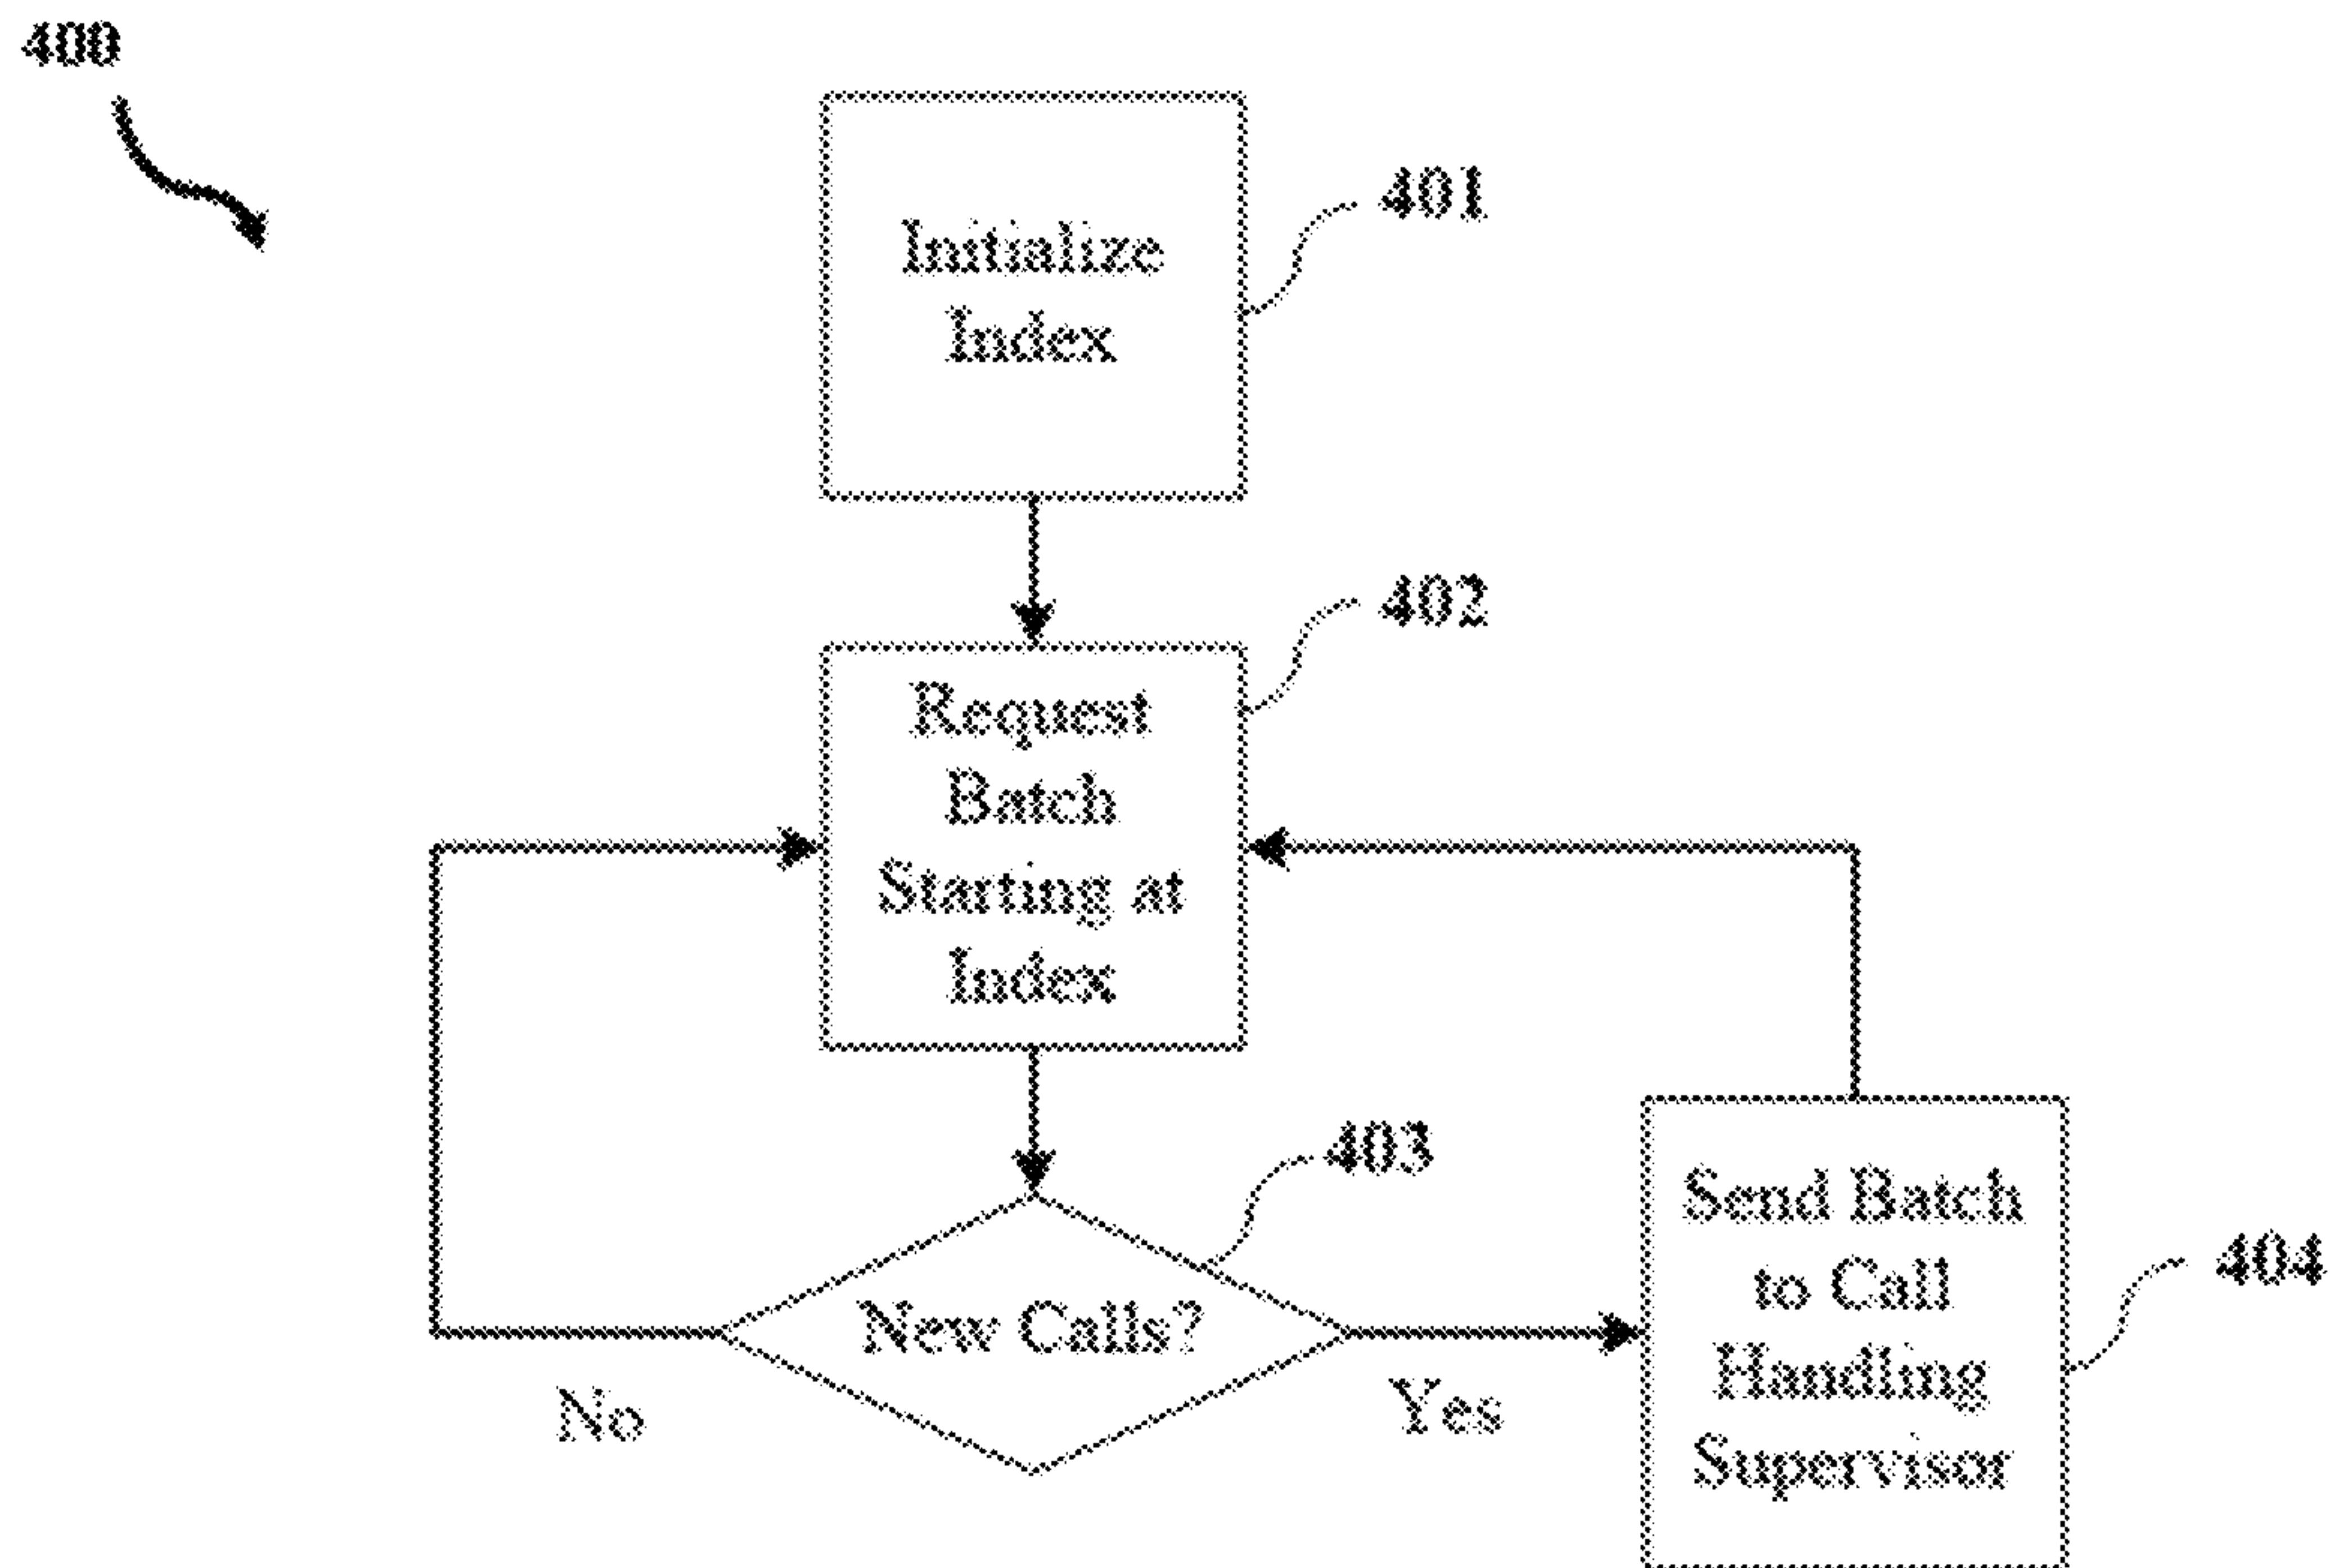 400
Initialize
Index
401
Request
Batch
Starting at
Index
402
New Calls?
403
No
Yes
Send Batch
to Call
Handling
Supervisor
404